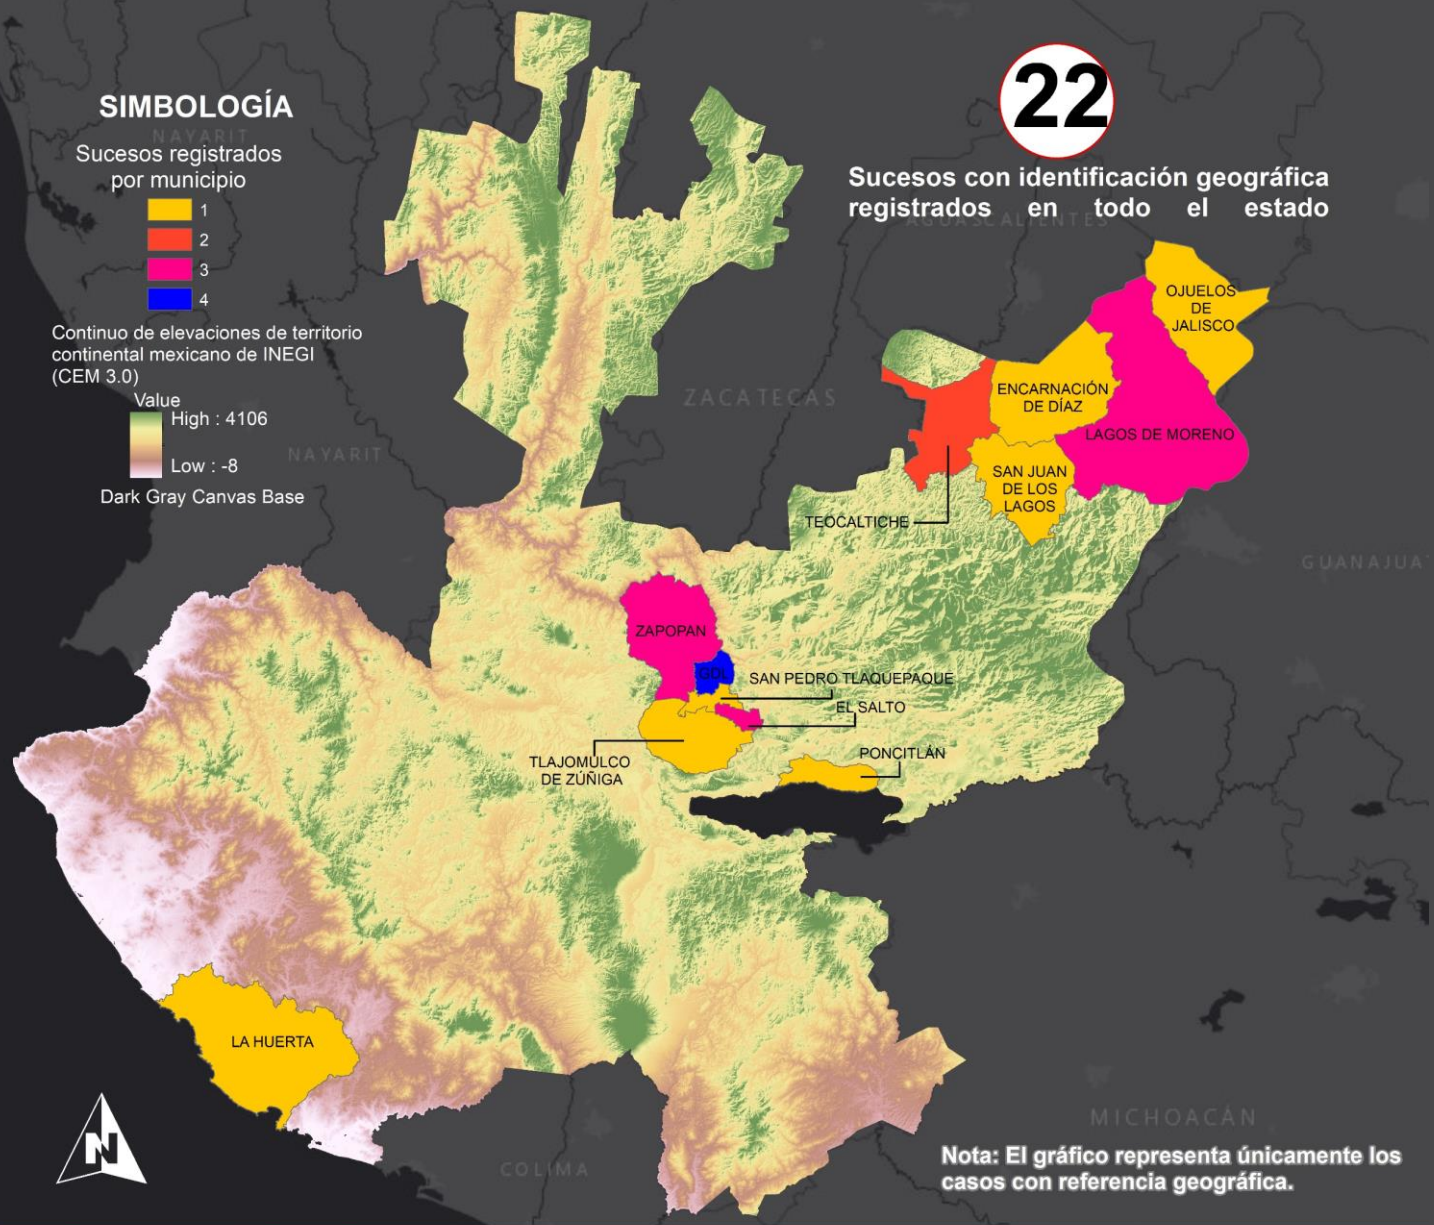 SIMBOLOGÍA
NAYARIT
Sucesos registrados
por municipio
1
2
3
4
Continuo de elevaciones de territorio
continental mexicano de INEGI
(CEM 3.0)
Value
High : 4106
Low : -8
Dark Gray Canvas Base
22
Sucesos con identificación geográfica
registrados en todo el estado
AGUASCALIENTES
OJUELOS
DE
JALISCO
ZACATECAS
ENCARNACIÓN
DE DÍAZ
LAGOS DE MORENO
NAYARIT
SAN JUAN
DE LOS
LAGOS
TEOCALTICHE
GUANAJUA
ZAPOPAN
GDL
SAN PEDRO TLAQUEPAQUE
EL SALTO
TLAJOMULCO
DE ZÚÑIGA
PONCITLÁN
LA HUERTA
N
COLIMA
MICHOACÁN
Nota: El gráfico representa únicamente los
casos con referencia geográfica.